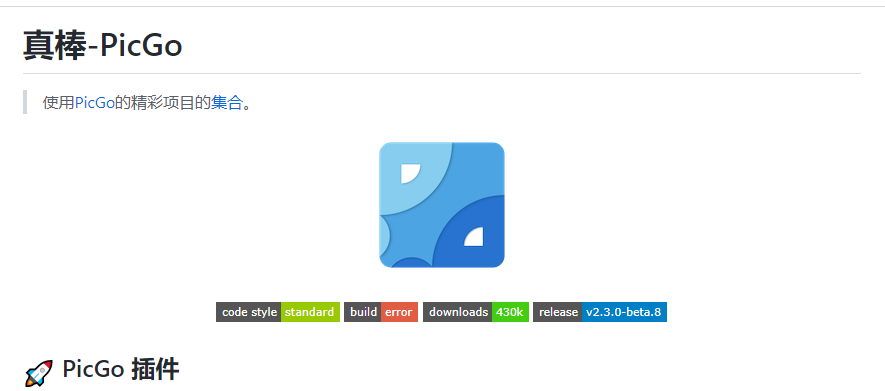 真棒-PicGo
使用PicGo的精彩项目的集合。
code style standard build error downloads 430k release v2.3.0-beta.8
PicGo 插件